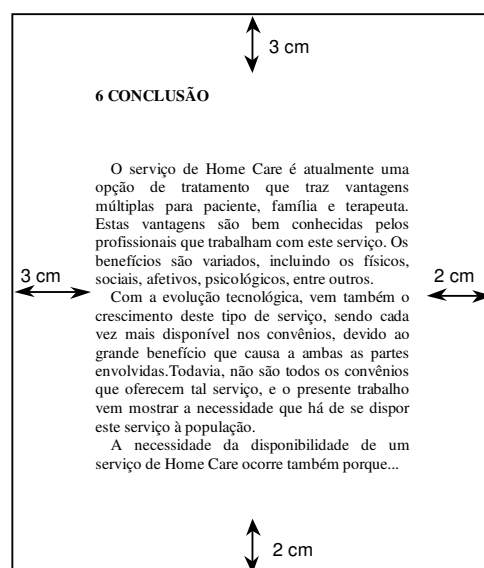 3 cm
6 CONCLUSÃO
O serviço de Home Care é atualmente uma
opção de tratamento que traz vantagens
múltiplas para paciente, família e terapeuta.
Estas vantagens são bem conhecidas pelos
profissionais que trabalham com este serviço. Os
benefícios são variados, incluindo os físicos,
sociais, afetivos, psicológicos, entre outros.
3 cm
2 cm
Com a evolução tecnológica, vem também o
crescimento deste tipo de serviço, sendo cada
vez mais disponível nos convênios, devido ao
grande benefício que causa a ambas as partes
envolvidas.Todavia, não são todos os convênios
que oferecem tal serviço, e o presente trabalho
vem mostrar a necessidade que há de se dispor
este serviço à população.
A necessidade da disponibilidade de um
serviço de Home Care ocorre também porque...
2 cm